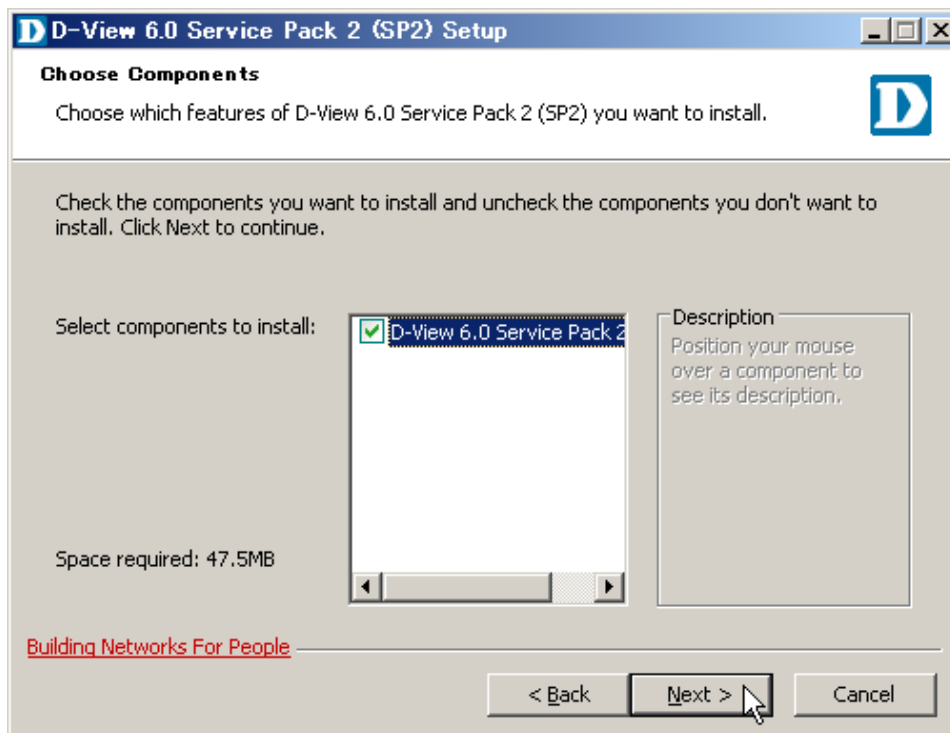 D-View 6.0 Service Pack 2 (SP2) Setup
Choose Components
Choose which features of D-View 6.0 Service Pack 2 (SP2) you want to install.
Check the components you want to install and uncheck the components you don't want to
install. Click Next to continue.
Select components to install:
D-View 6.0 Service Pack 2
Description
Position your mouse
over a component to
see its description.
Space required: 47.5MB
Building Networks For People
< Back
Next >
Cancel